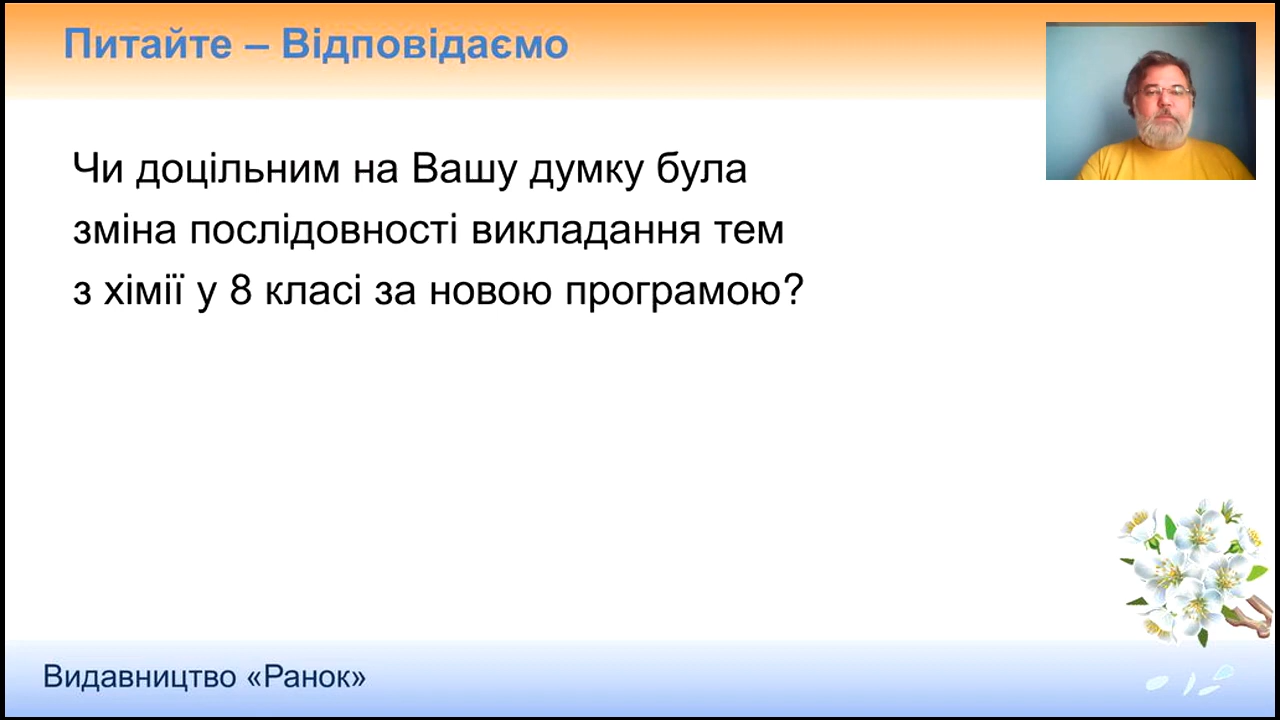 Питайте – Відповідаємо
Чи доцільним на Вашу думку була
зміна послідовності викладання тем
з хімії у 8 класі за новою програмою?
Видавництво «Ранок»